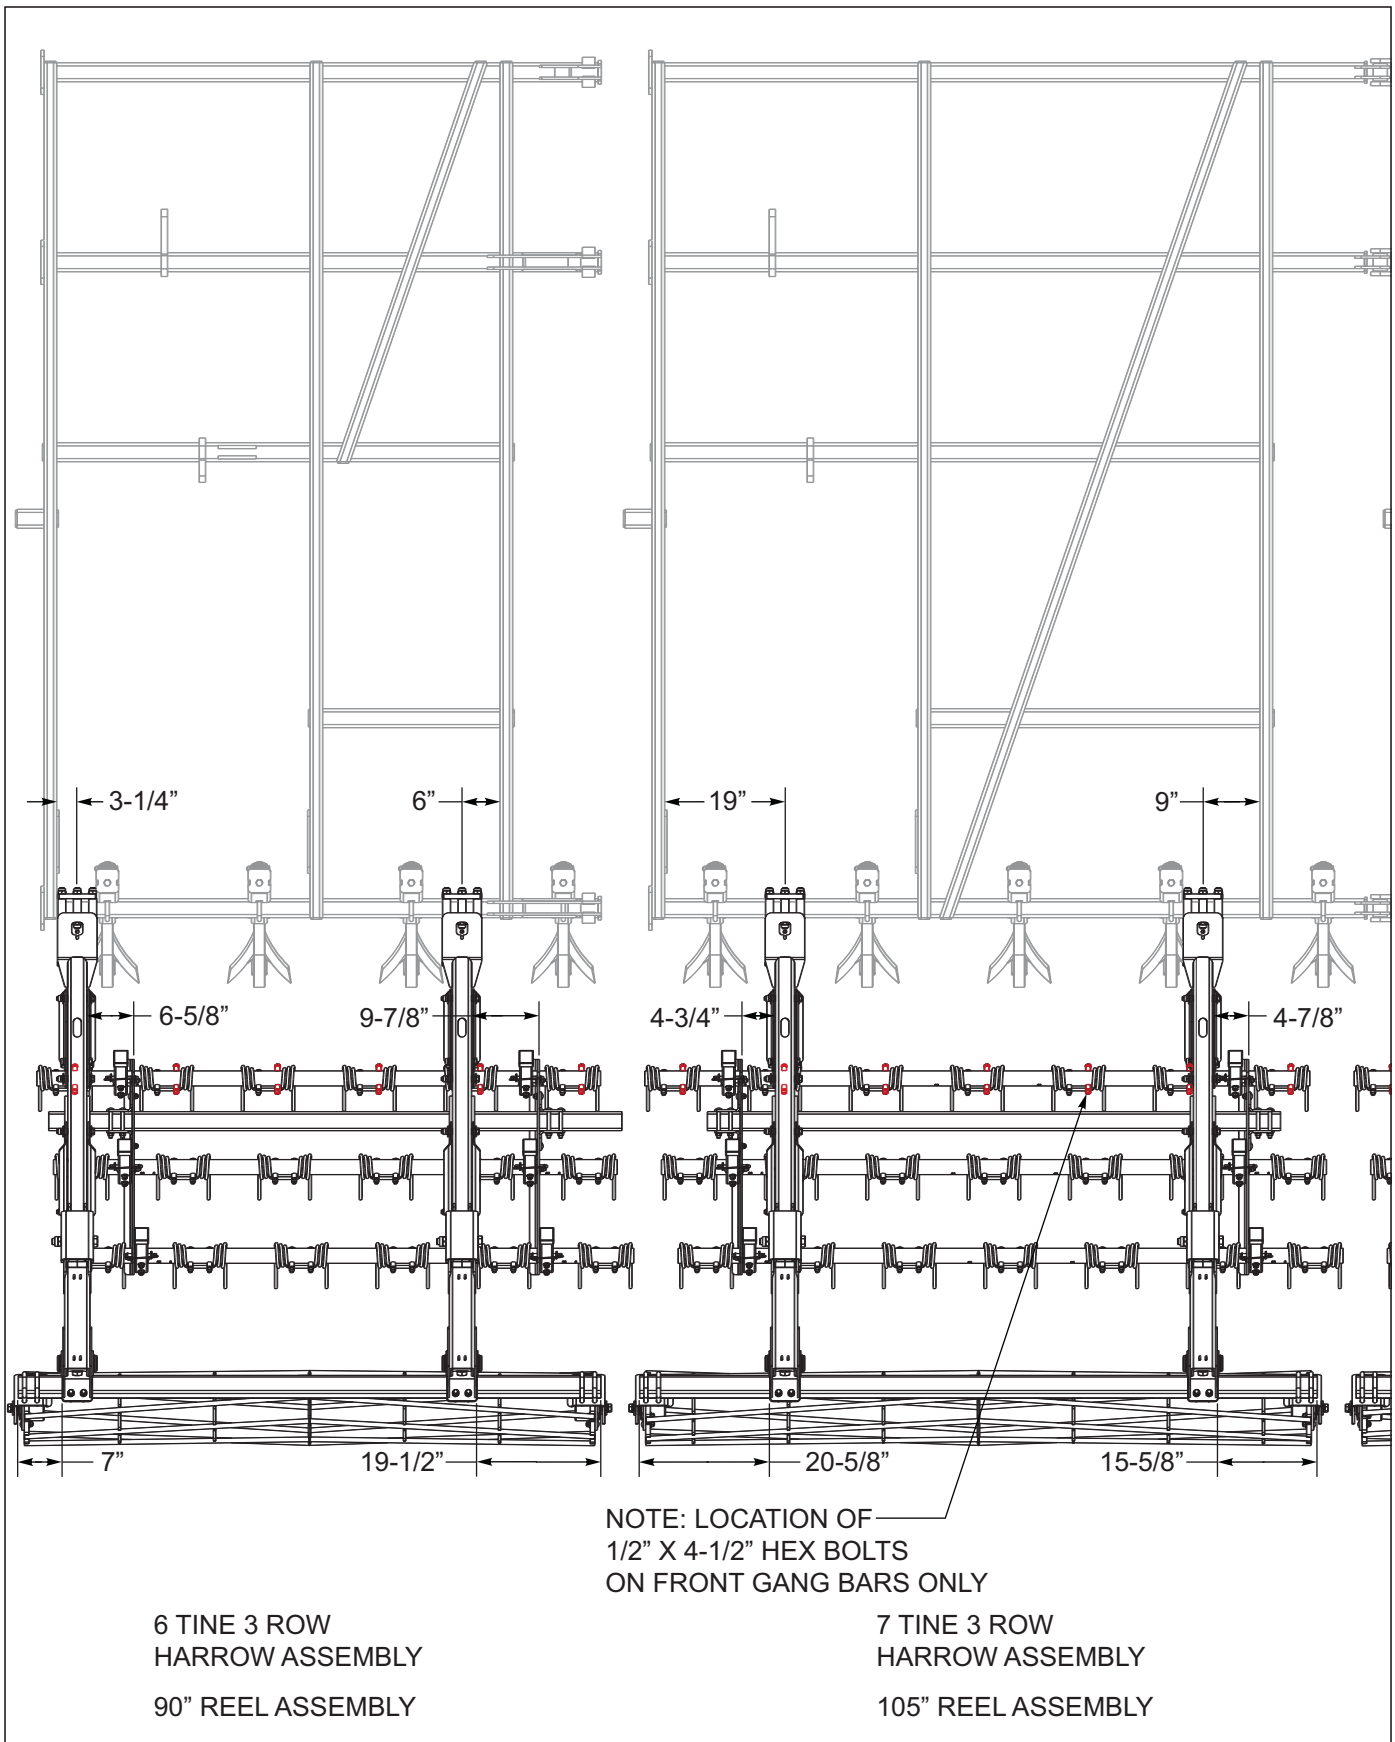 3-1/4”
6”
19”
9”
6-5/8”
9-7/8”
4-3/4”
4-7/8”
7”
19-1/2”
20-5/8”
15-5/8”
NOTE: LOCATION OF
1/2” X 4-1/2” HEX BOLTS
ON FRONT GANG BARS ONLY
6 TINE 3 ROW
HARROW ASSEMBLY
90” REEL ASSEMBLY
7 TINE 3 ROW
HARROW ASSEMBLY
105” REEL ASSEMBLY